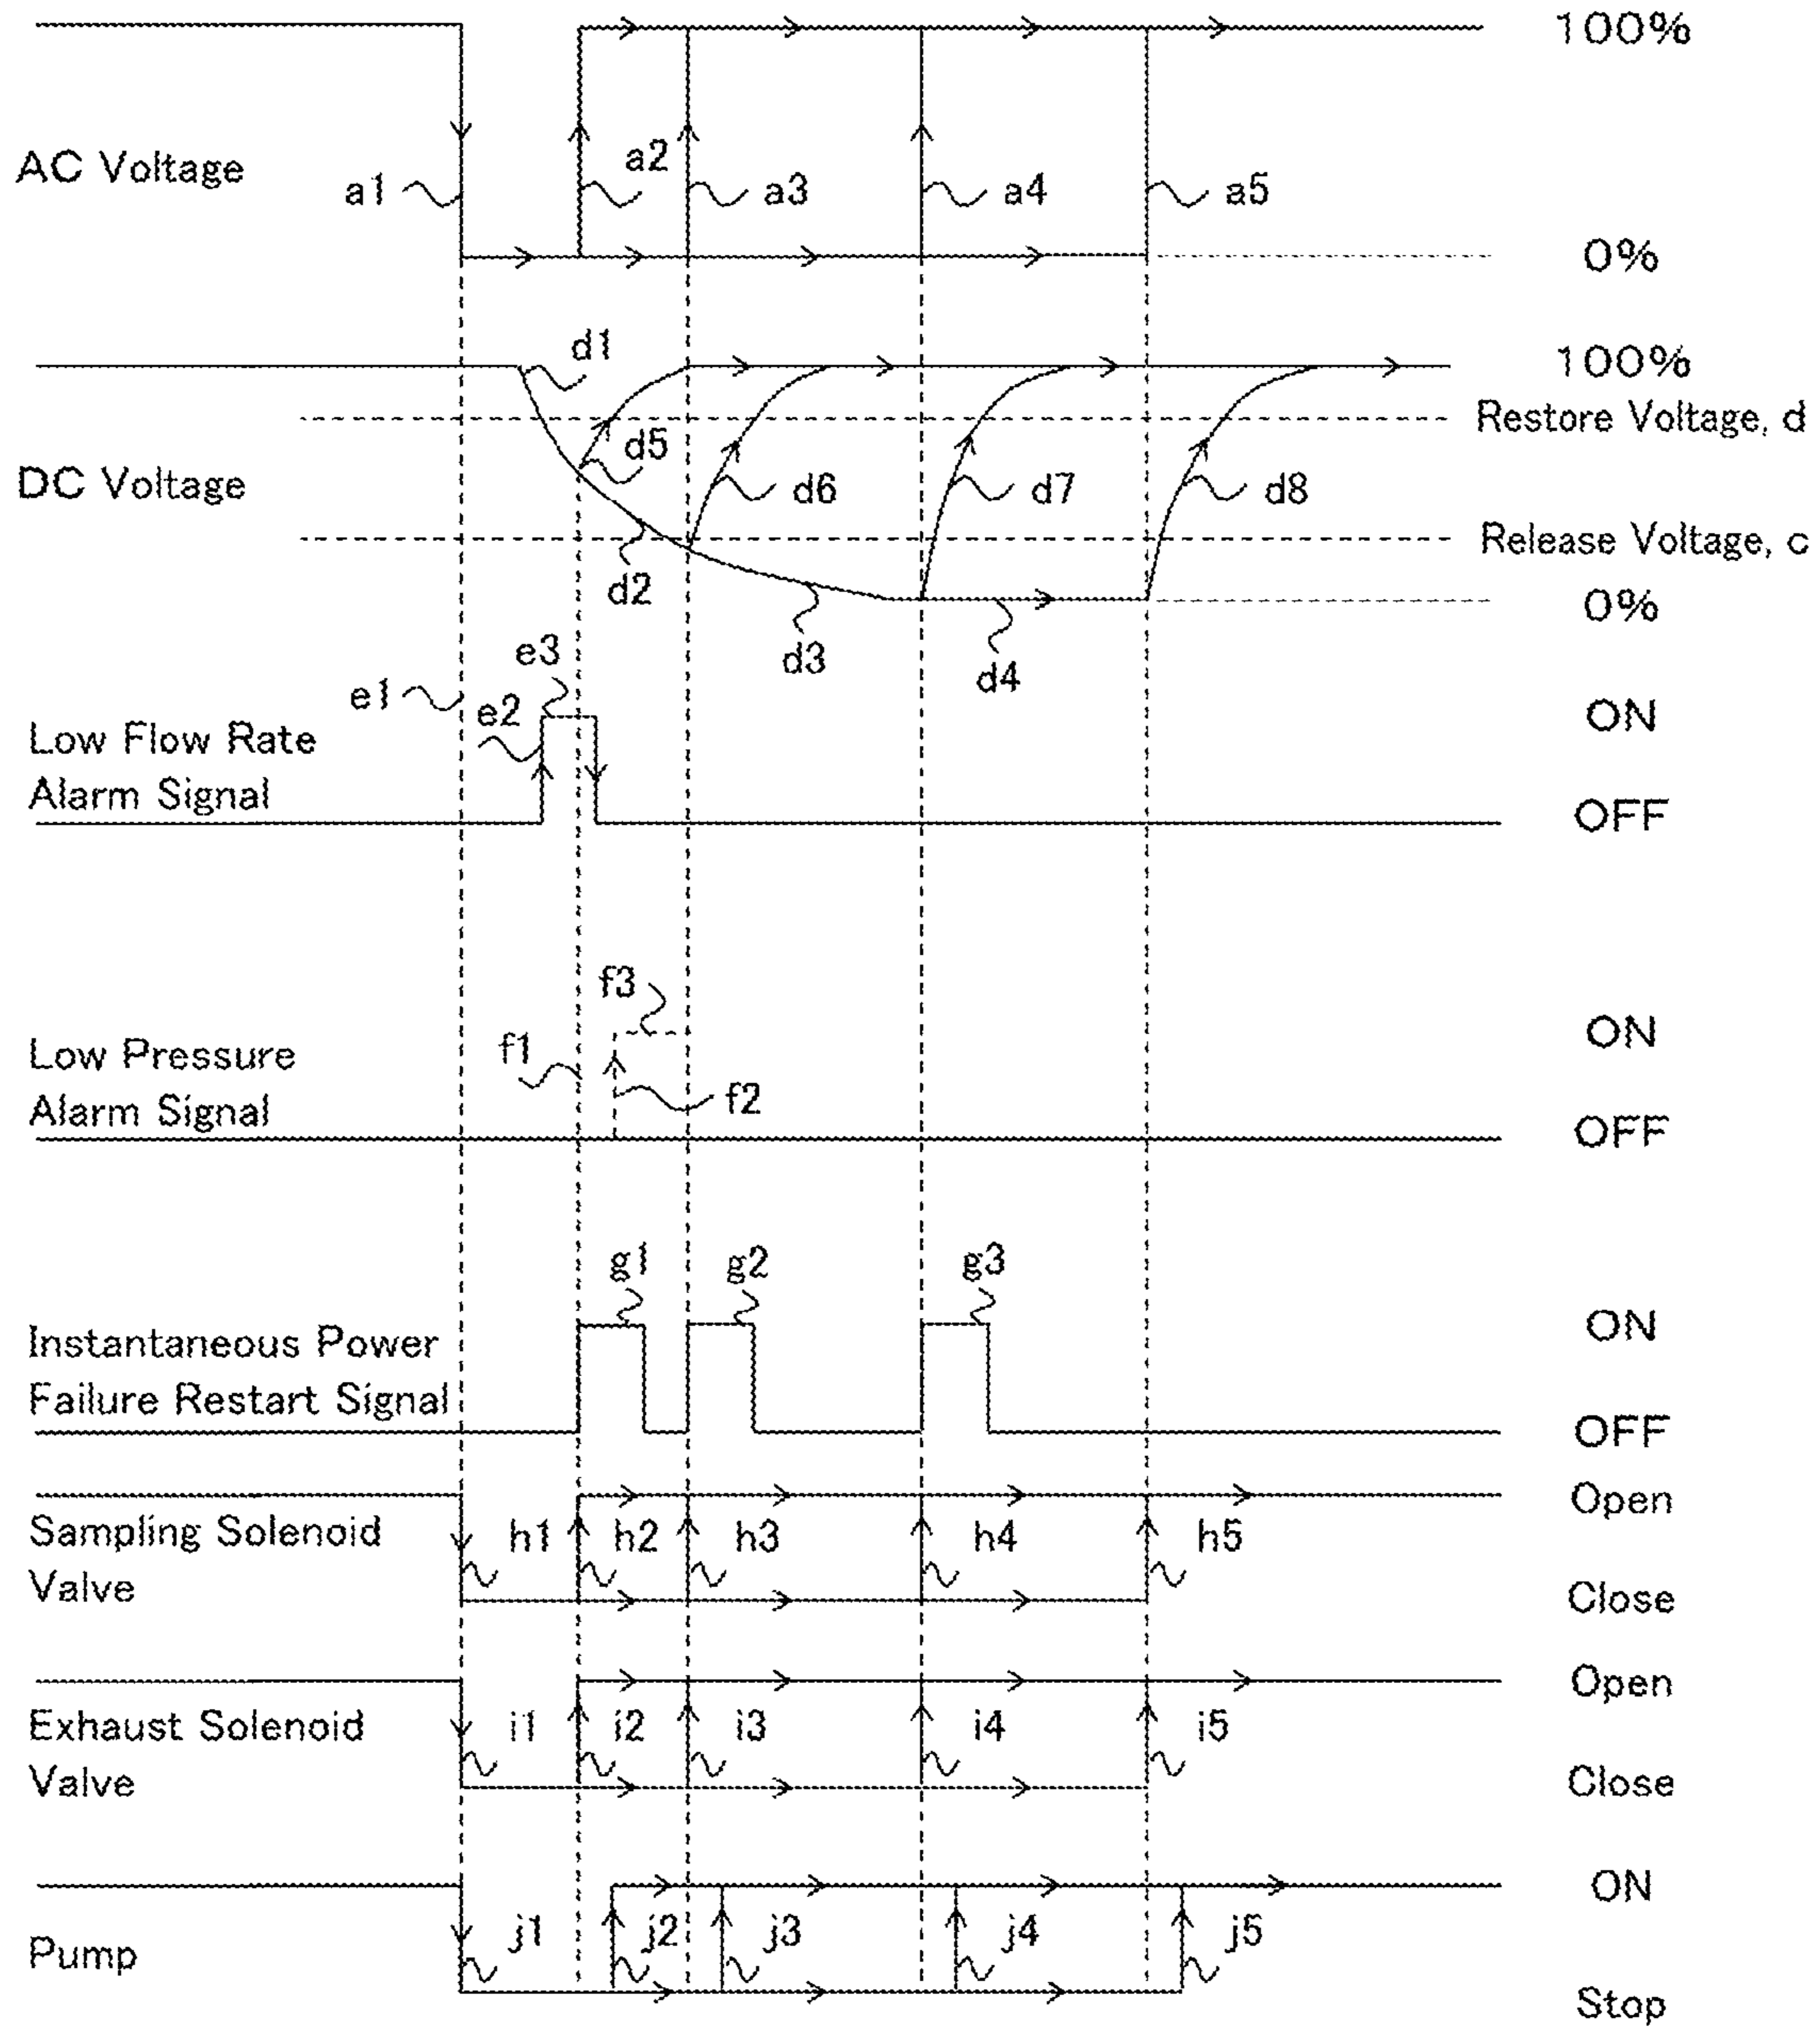 100%
AC Voltage
a1
a2
a3
a4
a5
0%
d1
100%
Restore Voltage, d
DC Voltage
d5
d6
d7
d8
Release Voltage, c
d2
0%
d3
d4
e3
e1
e2
ON
Low Flow Rate
Alarm Signal
OFF
f3
f1
ON
Low Pressure
Alarm Signal
f2
OFF
g1
g2
g3
ON
Instantaneous Power
Failure Restart Signal
OFF
Open
Sampling Solenoid
Valve
h1
h2
h3
h4
h5
Close
Open
Exhaust Solenoid
Valve
i1
i2
i3
i4
i5
Close
ON
Pump
j1
j2
j3
j4
j5
Stop